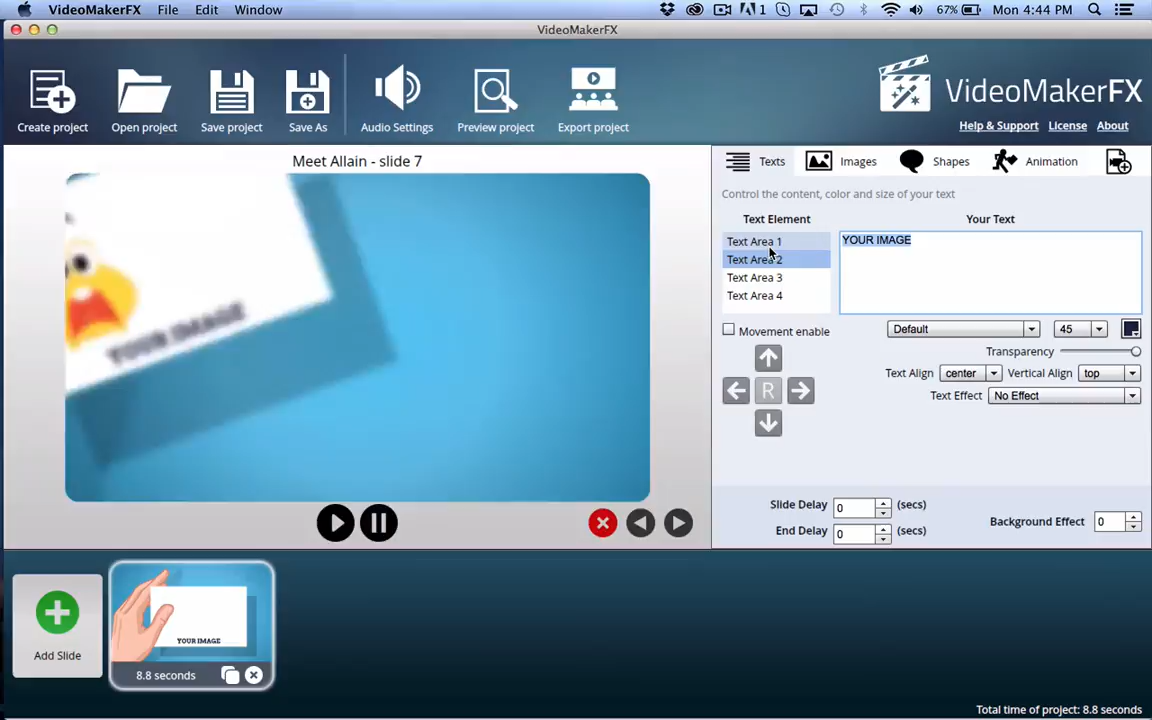 VideoMakerFX File Edit Window
1 67% Mon 4:44 PM
VideoMakerFX
Create project Open project Save project Save As Audio Settings Preview project Export project
VideoMakerFX
Help & Support License About
Meet Allain - slide 7
YOUR IMAGE
Texts Images Shapes Animation
Control the content, color and size of your text
Text Element Your Text
Text Area 1
Text Area 2
Text Area 3
Text Area 4
YOUR IMAGE
Movement enable
Default 45
Transparency
R
Text Align center Vertical Align top
Text Effect No Effect
Slide Delay 0 (secs)
End Delay 0 (secs)
Background Effect 0
Add Slide
YOUR IMAGE
8.8 seconds
Total time of project: 8.8 seconds